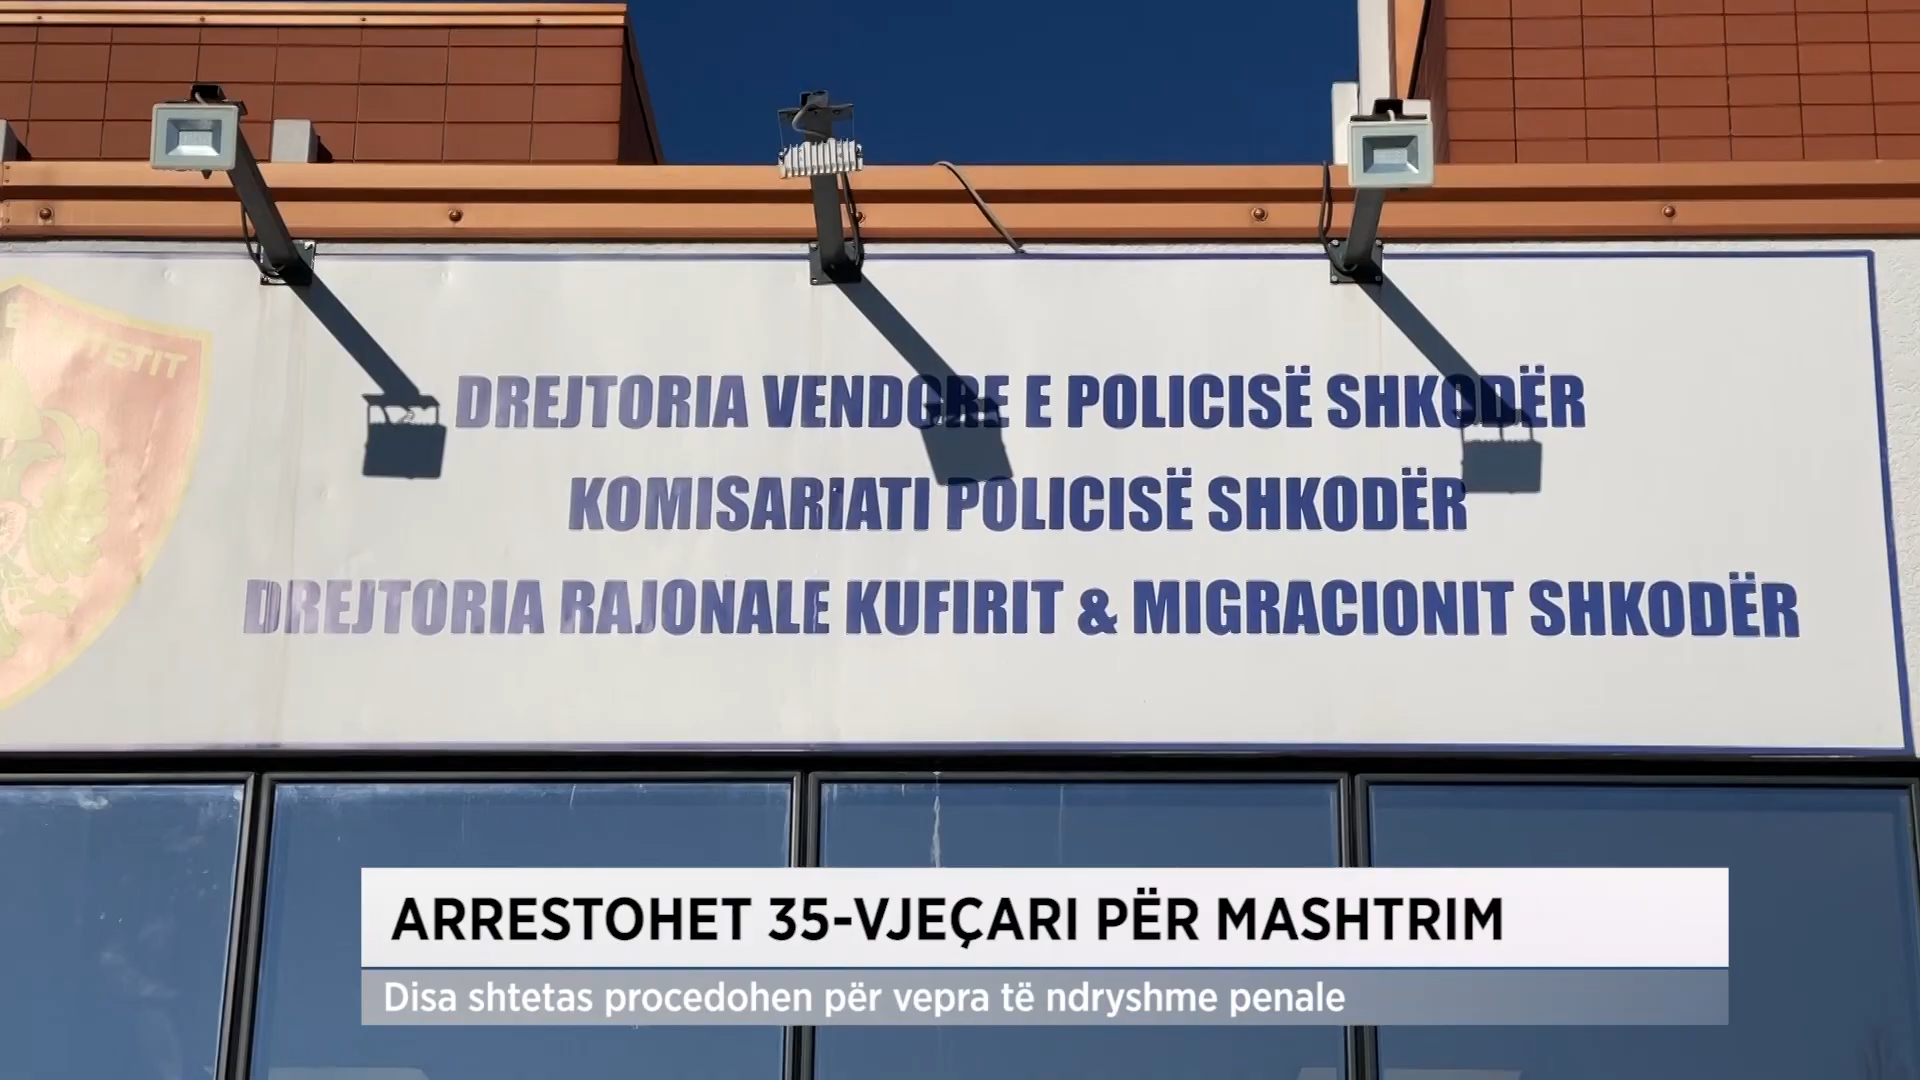 DREJTORIA VENDORE E POLICISË SHKODËR
KOMISARIATI POLICISË SHKODËR
DREJTORIA RAJONALE KUFIRIT & MIGRACIONIT SHKODËR
ARRESTOHET 35-VJEÇARI PËR MASHTRIM
Disa shtetas procedohen për vepra të ndryshme penale